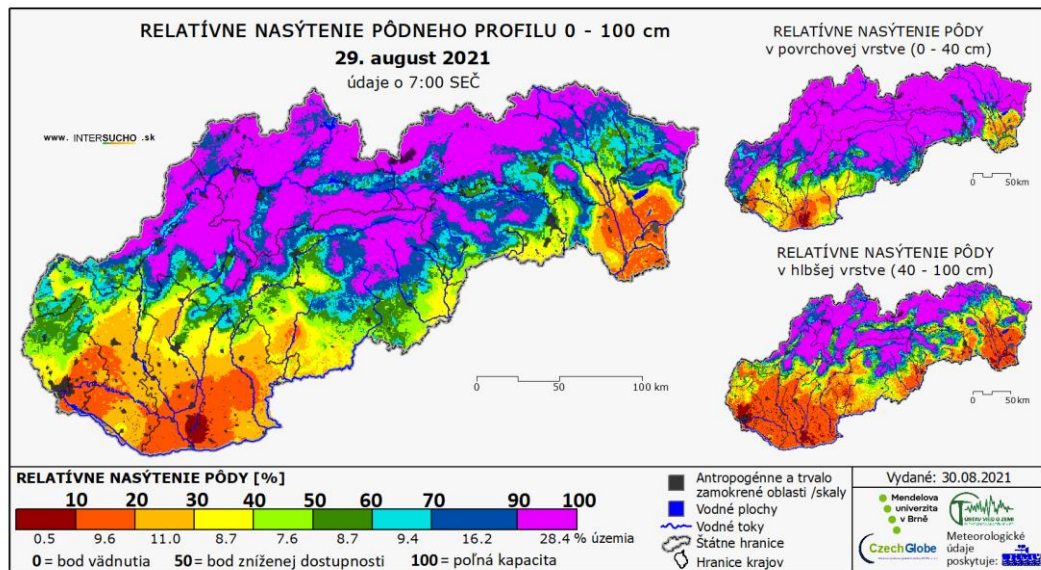 RELATÍVNE NASÝTENIE PÔDNEHO PROFILU 0 - 100 cm
29. august 2021
údaje o 7:00 SEČ
www. INTERSUCHO .sk
0 50 100 km
RELATÍVNE NASÝTENIE PÔDY
v povrchovej vrstve (0 - 40 cm)
0 50km
RELATÍVNE NASÝTENIE PÔDY
v hlbšej vrstve (40 - 100 cm)
0 50km
RELATÍVNE NASÝTENIE PÔDY [%]
10 20 30 40 50 60 70 90 100
0.5 9.6 11.0 8.7 7.6 8.7 9.4 16.2 28.4 % územia
0 = bod vädnutia 50 = bod zníženej dostupnosti 100 = poľná kapacita
Antropogénne a trvalo
zamokrené oblasti /skaly
Vodné plochy
Vodné toky
Štátne hranice
Hranice krajov
Vydané: 30.08.2021
Mendelova
univerzita
v Brně
CzechGlobe
Meteorologické
údaje
poskytuje: